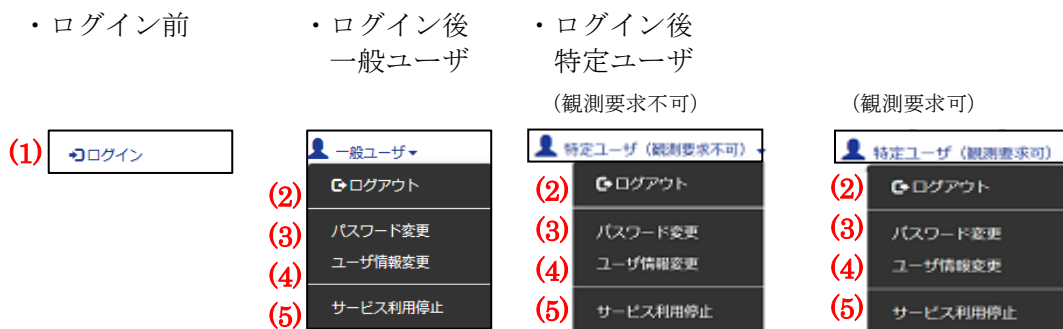 ・ログイン前
(1)
ログイン
・ログイン後
一般ユーザ
一般ユーザ
(2)
ログアウト
(3)
パスワード変更
(4)
ユーザ情報変更
(5)
サービス利用停止
・ログイン後
特定ユーザ
（観測要求不可）
特定ユーザ（観測要求不可）
(2)
ログアウト
(3)
パスワード変更
(4)
ユーザ情報変更
(5)
サービス利用停止
（観測要求可）
特定ユーザ（観測要求可）
(2)
ログアウト
(3)
パスワード変更
(4)
ユーザ情報変更
(5)
サービス利用停止